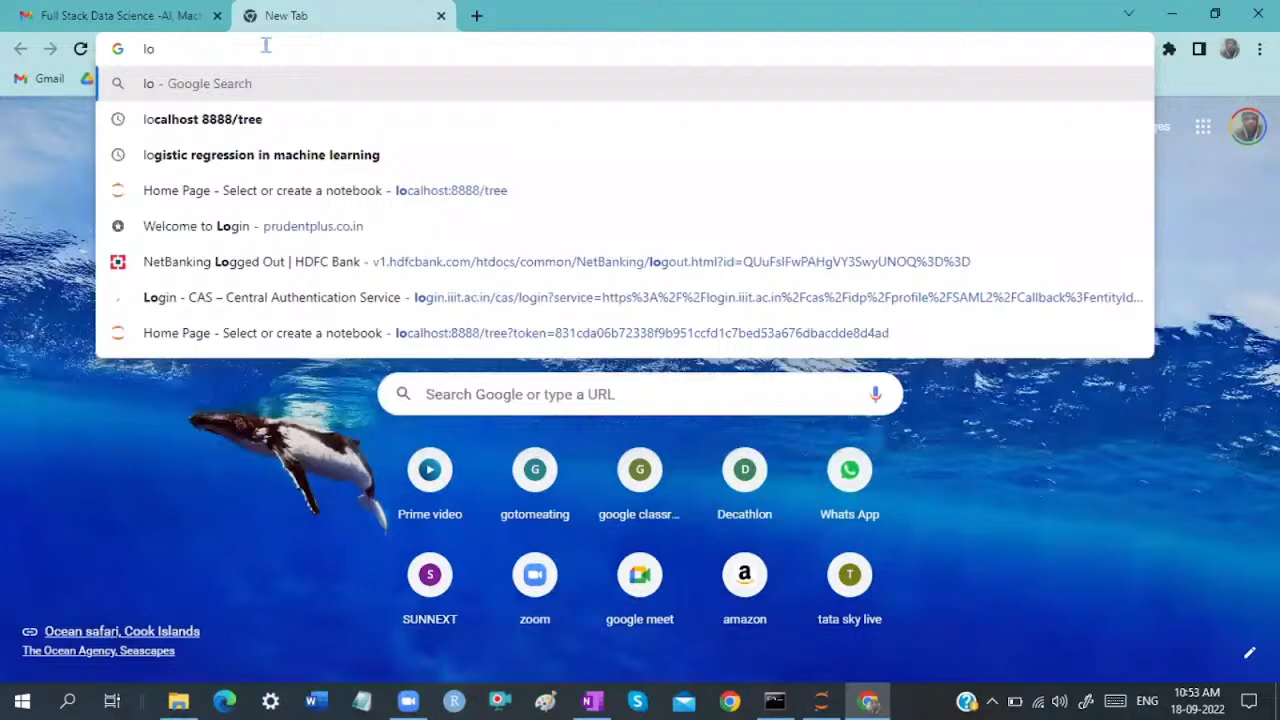 Full Stack Data Science -AI, Mach
New Tab
lo
Gmail
lo - Google Search
localhost 8888/tree
logistic regression in machine learning
Home Page - Select or create a notebook - localhost:8888/tree
Welcome to Login - prudentplus.co.in
NetBanking Logged Out | HDFC Bank - v1.hdfcbank.com/htdocs/common/NetBanking/logout.html?id=QUuFsIFwPAHgVY3SwyUNOQ%3D%3D
Login - CAS – Central Authentication Service - login.iiit.ac.in/cas/login?service=https%3A%2F%2Flogin.iiit.ac.in%2Fcas%2Fidp%2Fprofile%2FSAML2%2FCallback%3FentityId...
Home Page - Select or create a notebook - localhost:8888/tree?token=831cda06b72338f9b951ccfd1c7bed53a676dbacdde8d4ad
Search Google or type a URL
G G D
Prime video gotomeating google classr... Decathlon Whats App
S a T
SUNNEXT zoom google meet amazon tata sky live
Ocean safari, Cook Islands
The Ocean Agency, Seascapes
ENG
10:53 AM
18-09-2022